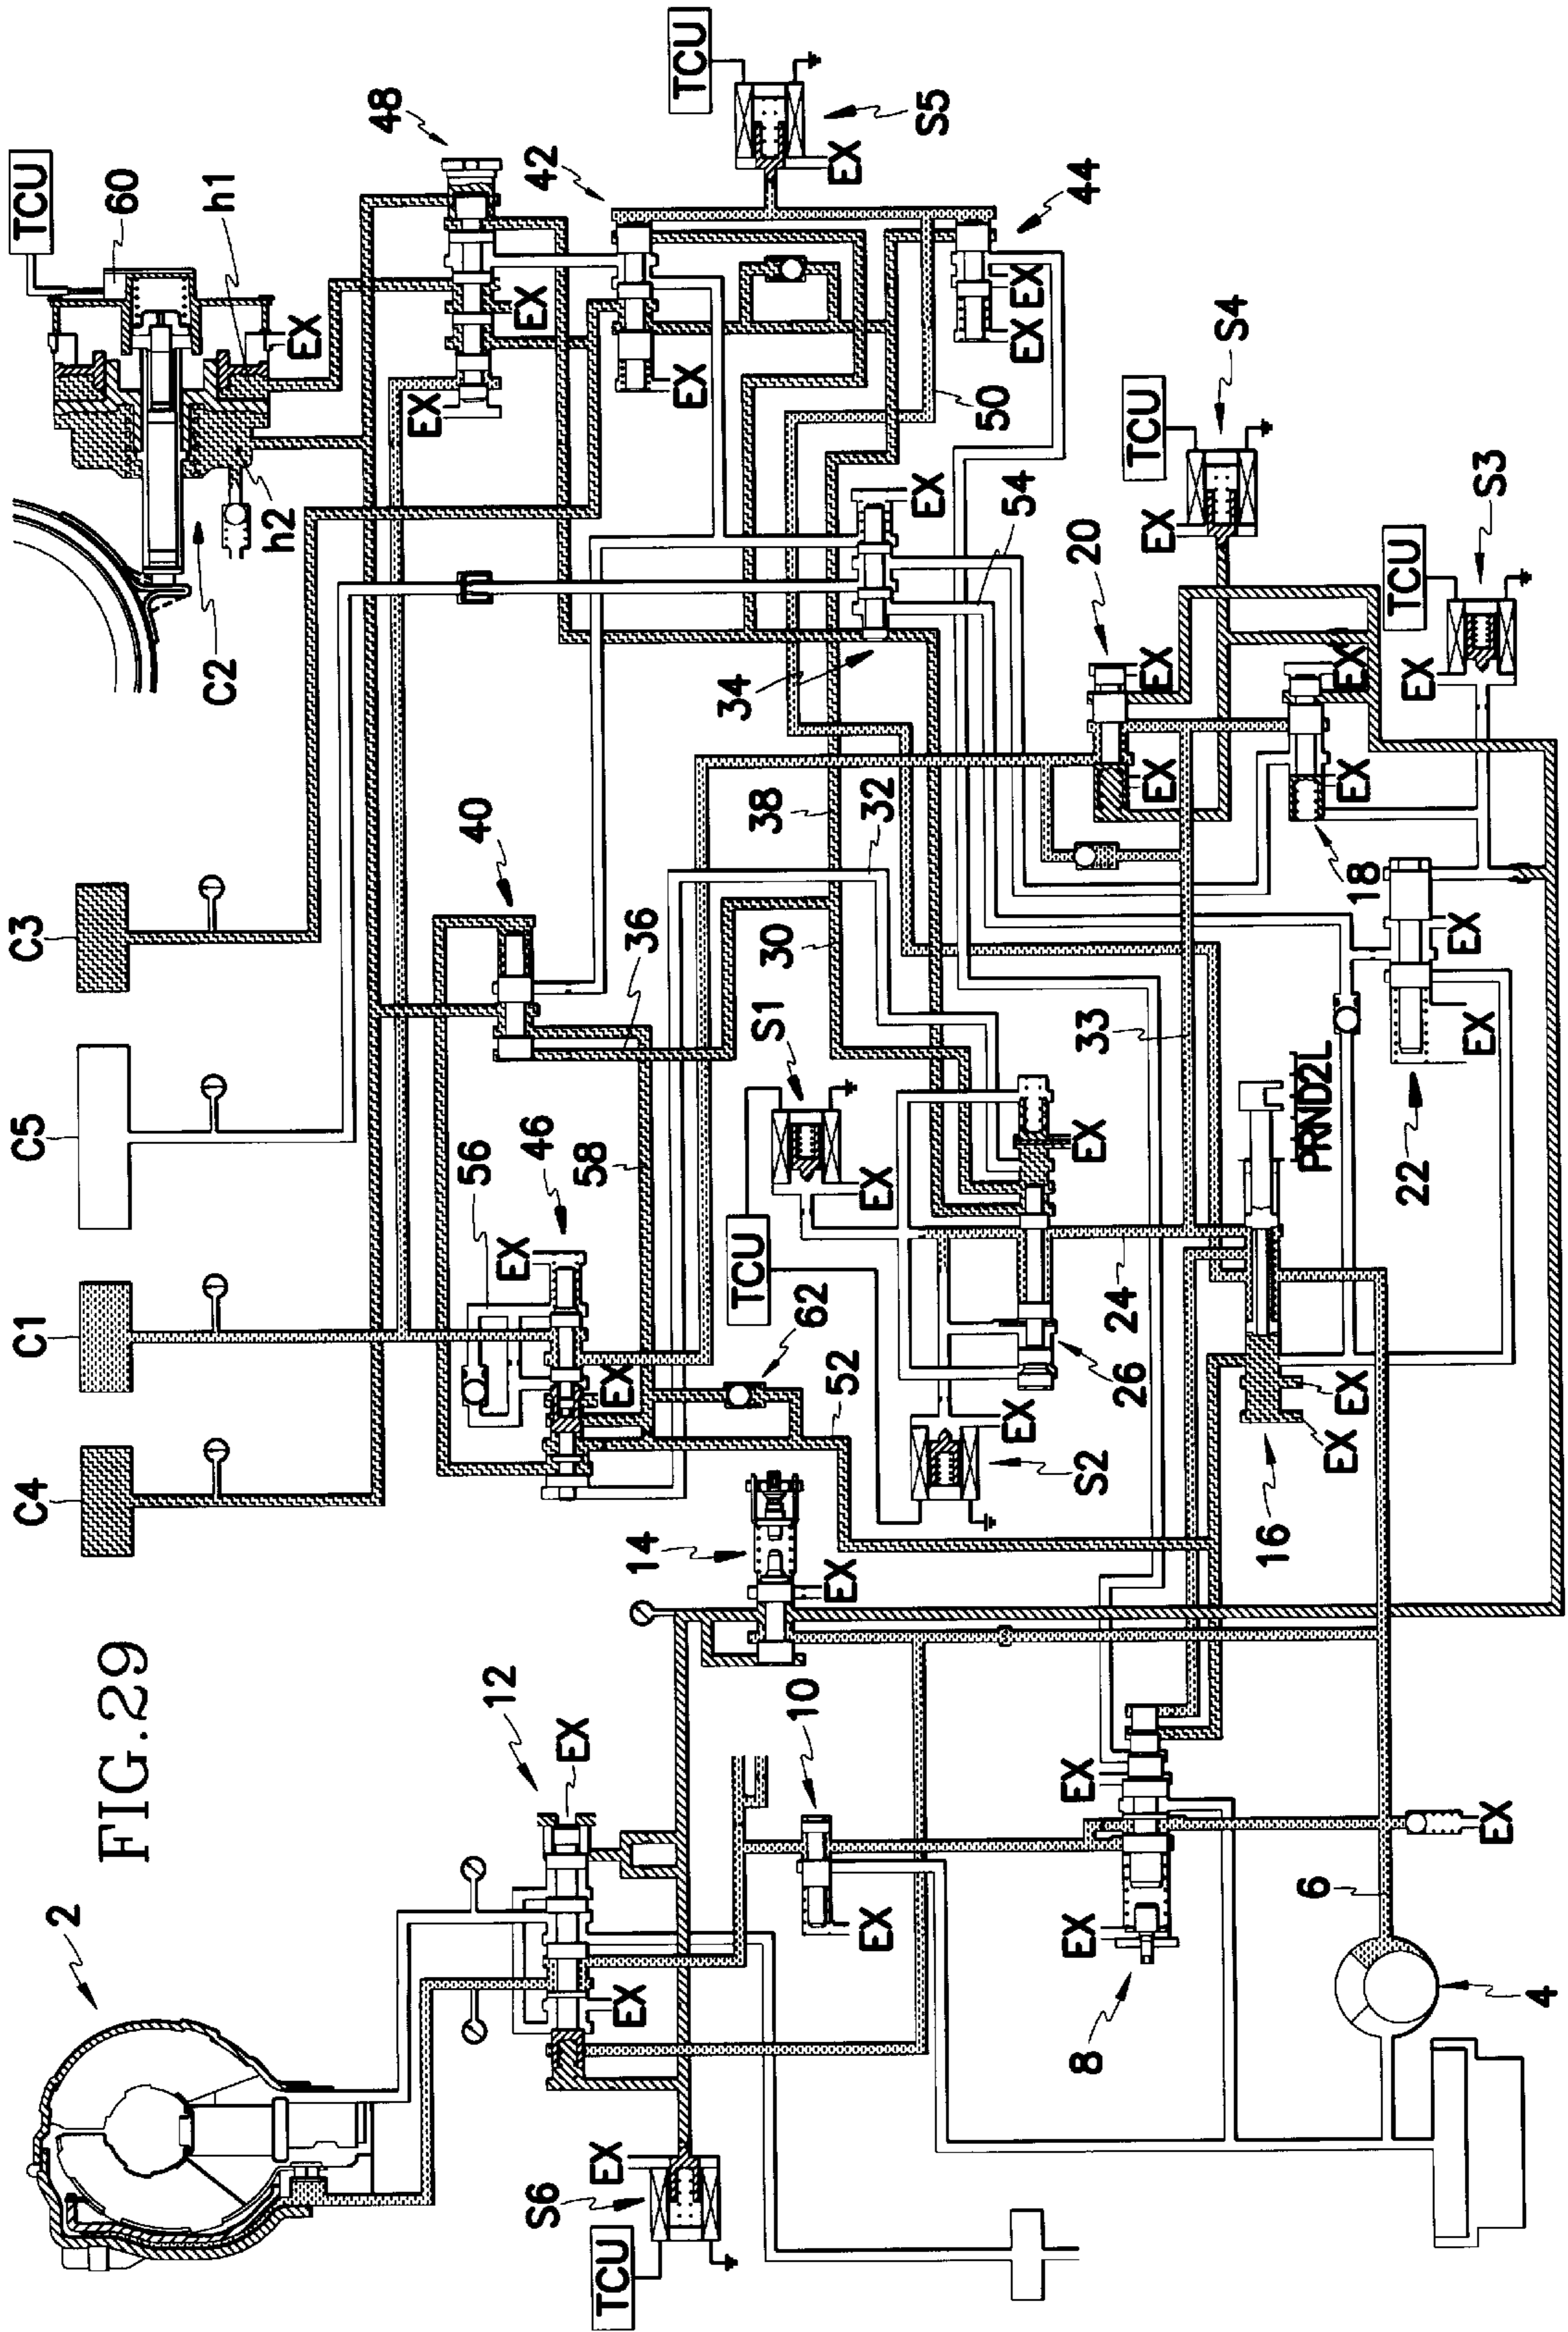 C4
C1
C5
C3
TCU
2
FIG.29
60
h1
C2
h2
EX
48
EX
56
40
12
EX
EX
S6
46
42
EX
TCU
EX
EX
EX
58
36
14
EX
TCU
34
TCU
S1
38
30
10
62
EX
52
EX
EX
EX
32
EX
S5
50
54
EX
EX
EX
EX
EX
20
44
8
S2
EX
33
24
26
TCU
EX
EX
EX
S4
16
PRND2L
6
EX
EX
EX
EX
18
TCU
22
EX
EX
EX
S3
EX
4